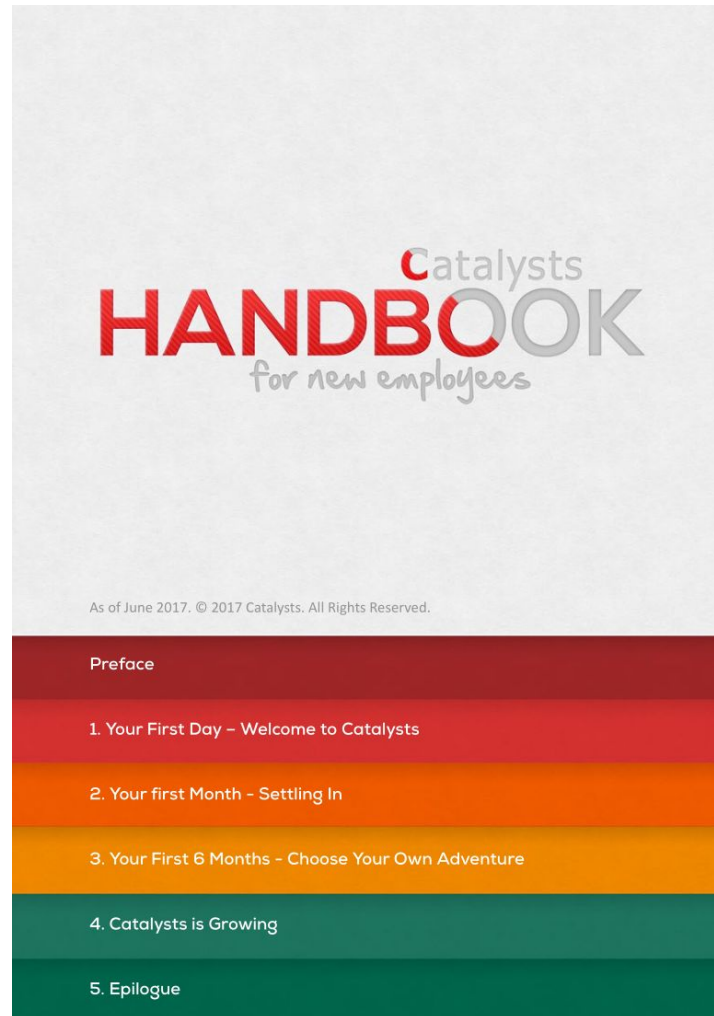 Catalysts
HANDBOOK
for new employees
As of June 2017. © 2017 Catalysts. All Rights Reserved.
Preface
1. Your First Day – Welcome to Catalysts
2. Your first Month - Settling In
3. Your First 6 Months - Choose Your Own Adventure
4. Catalysts is Growing
5. Epilogue